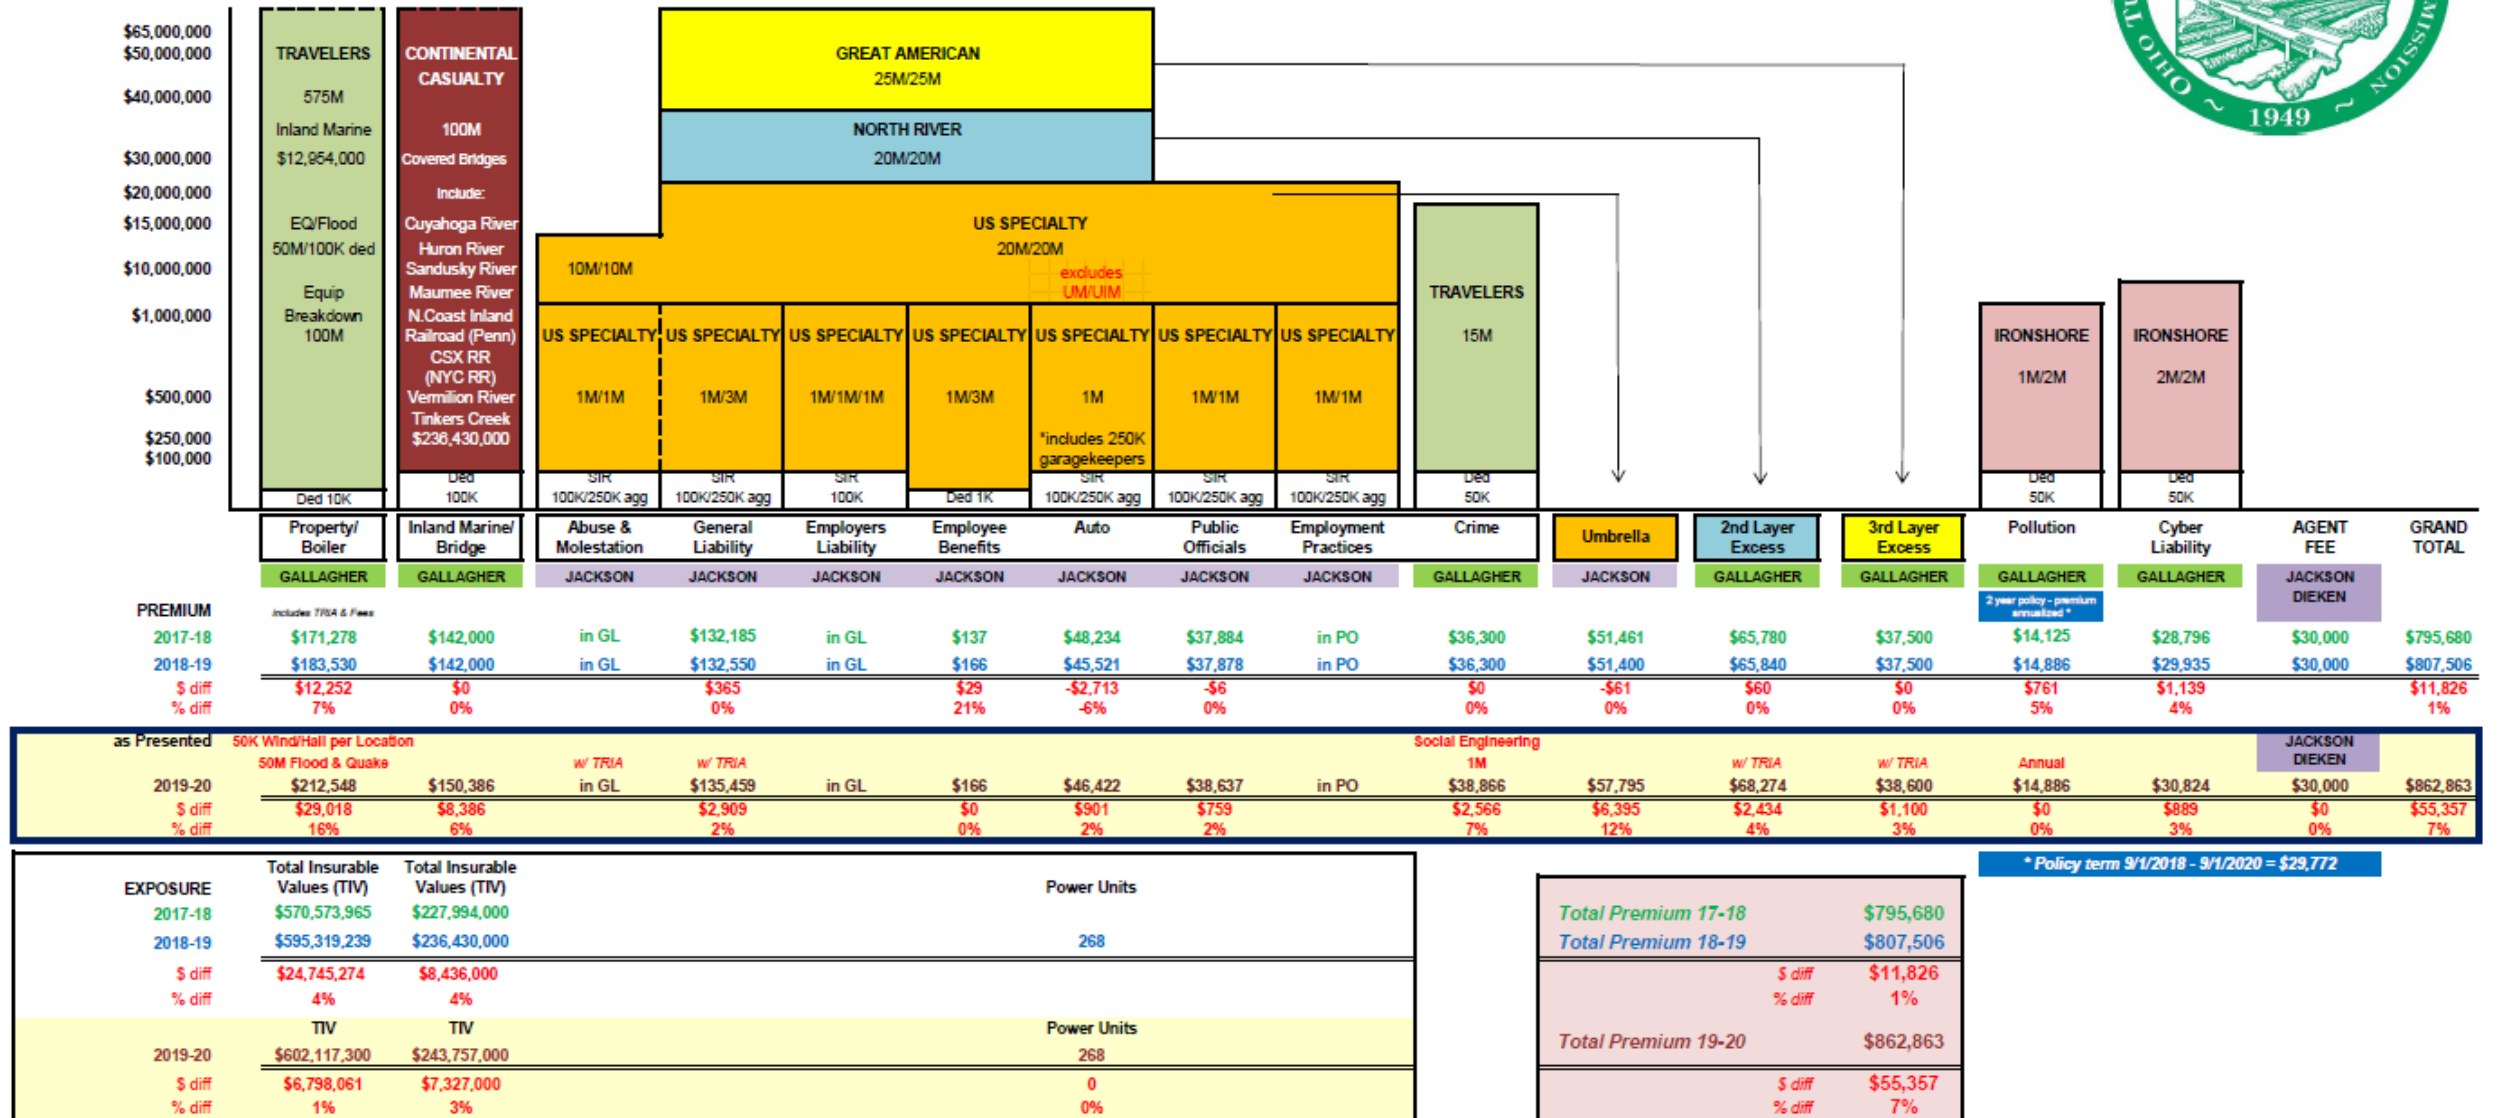 $65,000,000
$50,000,000
$40,000,000
$30,000,000
$20,000,000
$15,000,000
$10,000,000
$1,000,000
$500,000
$250,000
$100,000
TRAVELERS
575M
Inland Marine
$12,954,000
EQ/Flood
50M/100K ded
Equip
Breakdown
100M
Ded 10K
CONTINENTAL
CASUALTY
100M
Covered Bridges
Include:
Cuyahoga River
Huron River
Sandusky River
Maumee River
N.Coast Inland
Railroad (Penn)
CSX RR
(NYC RR)
Vermilion River
Tinkers Creek
$236,430,000
Ded
100K
GREAT AMERICAN
25M/25M
NORTH RIVER
20M/20M
US SPECIALTY
20M/20M
10M/10M
excludes
UM/UIM
US SPECIALTY US SPECIALTY US SPECIALTY US SPECIALTY US SPECIALTY US SPECIALTY US SPECIALTY
1M/1M 1M/3M 1M/1M/1M 1M/3M 1M 1M/1M 1M/1M
*includes 250K
garagekeepers
SIR SIR SIR SIR SIR SIR
100K/250K agg 100K/250K agg 100K Ded 1K 100K/250K agg 100K/250K agg 100K/250K agg
TRAVELERS
15M
Ded
50K
IRONSHORE
1M/2M
Ded
50K
IRONSHORE
2M/2M
Ded
50K
OHIO TU
MISSION
~ 1949 ~
Property/ Inland Marine/ Abuse & General Employers Employee Auto Public Employment Crime Umbrella 2nd Layer 3rd Layer Pollution Cyber AGENT GRAND
Boiler Bridge Molestation Liability Liability Benefits Officials Practices Excess Excess Liability FEE TOTAL
GALLAGHER GALLAGHER JACKSON JACKSON JACKSON JACKSON JACKSON JACKSON JACKSON GALLAGHER JACKSON GALLAGHER GALLAGHER GALLAGHER GALLAGHER JACKSON
DIEKEN
PREMIUM includes TRIA & Fees 2 year policy - premium
annualized *
2017-18 $171,278 $142,000 in GL $132,185 in GL $137 $48,234 $37,884 in PO $36,300 $51,461 $65,780 $37,500 $14,125 $28,796 $30,000 $795,680
2018-19 $183,530 $142,000 in GL $132,550 in GL $166 $45,521 $37,878 in PO $36,300 $51,400 $65,840 $37,500 $14,886 $29,935 $30,000 $807,506
$ diff $12,252 $0 $365 $29 -$2,713 -$6 $0 -$61 $60 $0 $761 $1,139 $11,826
% diff 7% 0% 0% 21% -6% 0% 0% 0% 0% 0% 5% 4% 1%
as Presented 50K Wind/Hail per Location Social Engineering JACKSON
50M Flood & Quake w/ TRIA w/ TRIA 1M w/ TRIA w/ TRIA Annual DIEKEN
2019-20 $212,548 $150,386 in GL $135,459 in GL $166 $46,422 $38,637 in PO $38,866 $57,795 $68,274 $38,600 $14,886 $30,824 $30,000 $862,863
$ diff $29,018 $8,386 $2,909 $0 $901 $759 $2,566 $6,395 $2,434 $1,100 $0 $889 $0 $55,357
% diff 16% 6% 2% 0% 2% 2% 7% 12% 4% 3% 0% 3% 0% 7%
* Policy term 9/1/2018 - 9/1/2020 = $29,772
Total Insurable Total Insurable
EXPOSURE Values (TIV) Values (TIV) Power Units
2017-18 $570,573,965 $227,994,000
2018-19 $595,319,239 $236,430,000 268
$ diff $24,745,274 $8,436,000
% diff 4% 4%
TIV TIV Power Units
2019-20 $602,117,300 $243,757,000 268
$ diff $6,798,061 $7,327,000 0
% diff 1% 3% 0%
Total Premium 17-18 $795,680
Total Premium 18-19 $807,506
$ diff $11,826
% diff 1%
Total Premium 19-20 $862,863
$ diff $55,357
% diff 7%